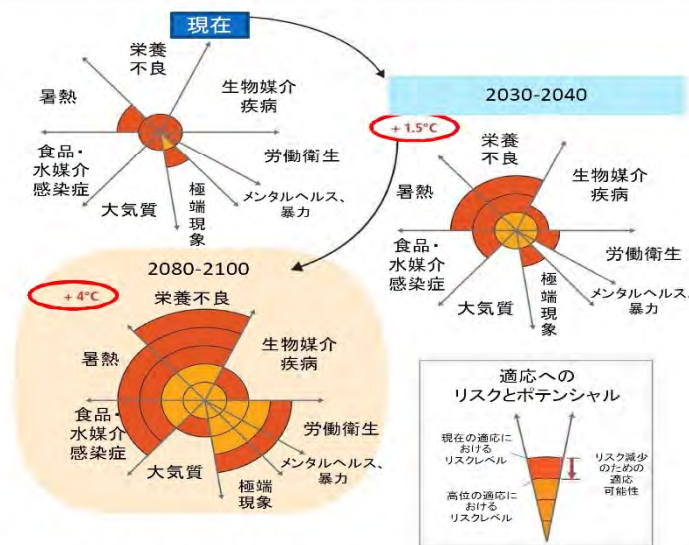 現在
栄養
不良
暑熱
生物媒介
疾病
食品・
水媒介
感染症
労働衛生
メンタルヘルス、
暴力
大気質
極端
現象
2030-2040
+ 1.5°C
栄養
不良
生物媒介
疾病
暑熱
食品・
水媒介
感染症
労働衛生
メンタルヘルス、
暴力
大気質
極端
現象
2080-2100
+ 4°C
栄養不良
生物媒介
疾病
暑熱
食品・
水媒介
感染症
労働衛生
メンタルヘルス、
暴力
大気質
極端
現象
適応への
リスクとポテンシャル
現在の適応に
おける
リスクレベル
リスク減少
のための
適応
可能性
高位の適応に
おける
リスクレベル